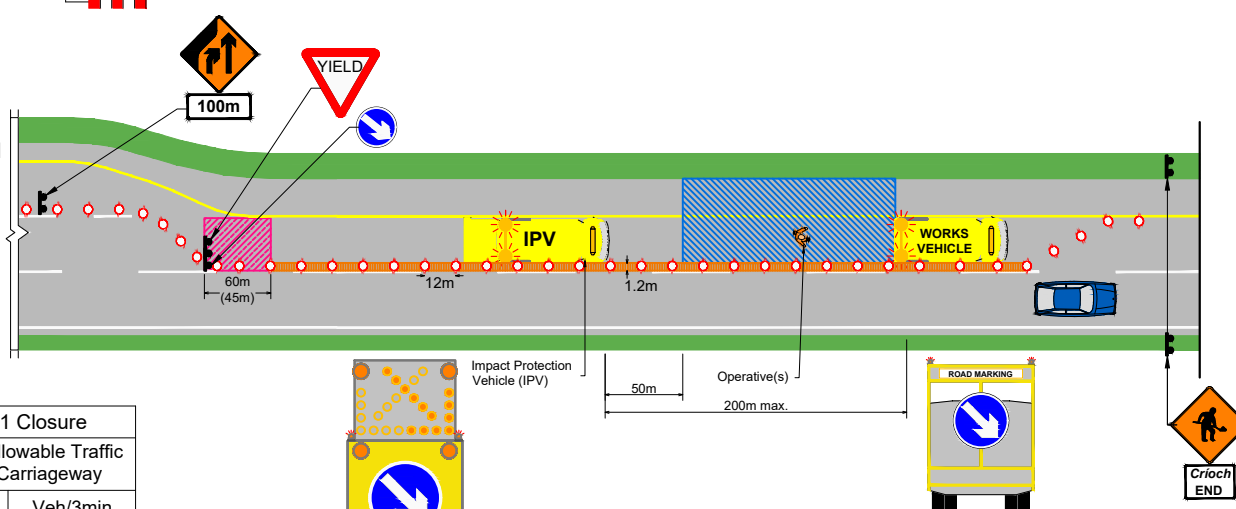 YIELD
100m
IPV
WORKS
VEHICLE
60m
(45m)
12m
1.2m
Impact Protection
Vehicle (IPV)
Operative(s)
50m
200m max.
ROAD MARKING
1 Closure
llowable Traffic
Carriageway
Veh/3min
Críoch
END